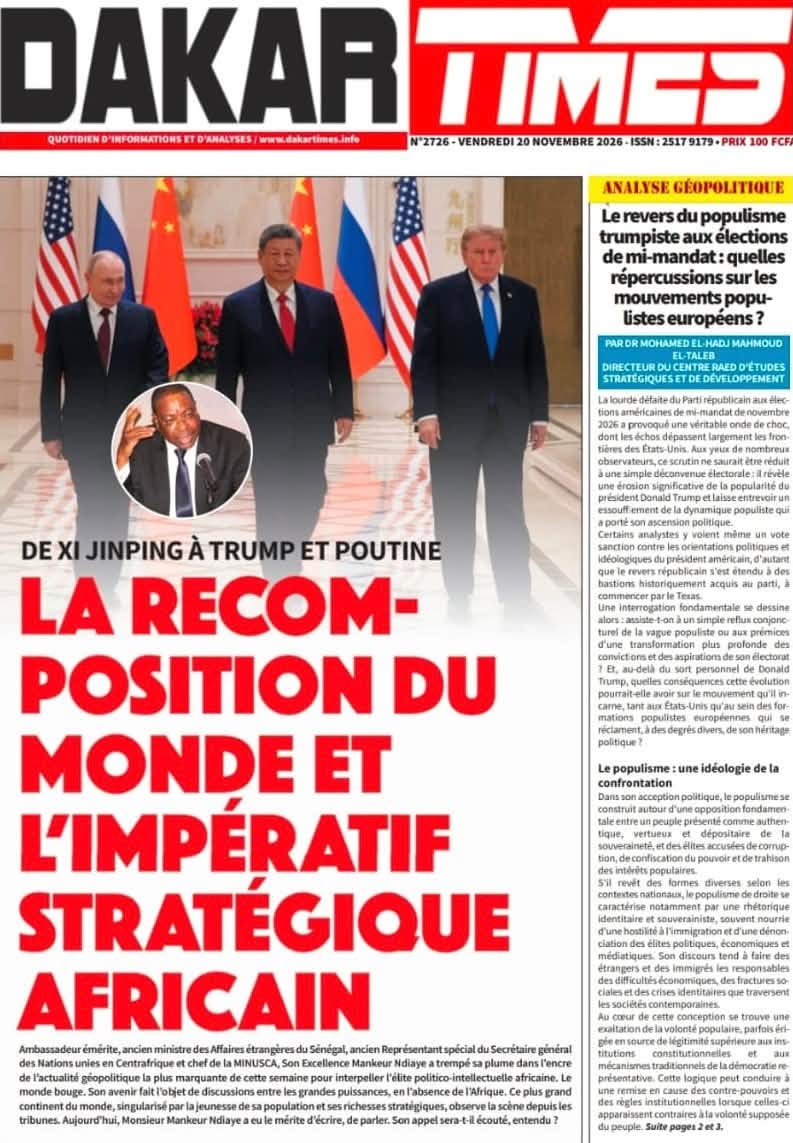 DAKAR TIMES
QUOTIDIEN D'INFORMATIONS ET D'ANALYSES / www.dakartimes.info
N°2726 - VENDREDI 20 NOVEMBRE 2026 - ISSN : 2517 9179 • PRIX 100 FCFA
DE XI JINPING À TRUMP ET POUTINE
LA RECOM-
POSITION DU
MONDE ET
L'IMPÉRATIF
STRATÉGIQUE
AFRICAIN
Ambassadeur émérite, ancien ministre des Affaires étrangères du Sénégal, ancien Représentant spécial du Secrétaire général
des Nations unies en Centrafrique et chef de la MINUSCA, Son Excellence Mankeur Ndiaye a trempé sa plume dans l'encre
de l'actualité géopolitique la plus marquante de cette semaine pour interpeller l'élite politico-intellectuelle africaine. Le
monde bouge. Son avenir fait l'objet de discussions entre les grandes puissances, en l'absence de l'Afrique. Ce plus grand
continent du monde, singularisé par la jeunesse de sa population et ses richesses stratégiques, observe la scène depuis les
tribunes. Aujourd'hui, Monsieur Mankeur Ndiaye a eu le mérite d'écrire, de parler. Son appel sera-t-il écouté, entendu ?
ANALYSE GÉOPOLITIQUE
Le revers du populisme
trumpiste aux élections
de mi-mandat : quelles
répercussions sur les
mouvements popu-
listes européens ?
PAR DR MOHAMED EL-HADJ MAHMOUD
EL-TALEB
DIRECTEUR DU CENTRE RAED D'ÉTUDES
STRATÉGIQUES ET DE DÉVELOPPEMENT
La lourde défaite du Parti républicain aux élec-
tions américaines de mi-mandat de novembre
2026 a provoqué une véritable onde de choc,
dont les échos dépassent largement les fron-
tières des États-Unis. Aux yeux de nombreux
observateurs, ce scrutin ne saurait être réduit
à une simple déconvenue électorale : il révèle
une érosion significative de la popularité du
président Donald Trump et laisse entrevoir un
essoufflement de la dynamique populiste qui
a porté son ascension politique.
Certains analystes y voient même un vote
sanction contre les orientations politiques et
idéologiques du président américain, d'autant
que le revers républicain s'est étendu à des
bastions historiquement acquis au parti, à
commencer par le Texas.
Une interrogation fondamentale se dessine
alors : assiste-t-on à un simple reflux conjonc-
turel de la vague populiste ou aux prémices
d'une transformation plus profonde des
convictions et des aspirations de son électorat
? Et, au-delà du sort personnel de Donald
Trump, quelles conséquences cette évolution
pourrait-elle avoir sur le mouvement qu'il in-
carne, tant aux États-Unis qu'au sein des for-
mations populistes européennes qui se
réclament, à des degrés divers, de son héritage
politique ?
Le populisme : une idéologie de la
confrontation
Dans son acception politique, le populisme se
construit autour d'une opposition fondamen-
tale entre un peuple présenté comme authen-
tique, vertueux et dépositaire de la
souveraineté, et des élites accusées de corrup-
tion, de confiscation du pouvoir et de trahison
des intérêts populaires.
S'il revêt des formes diverses selon les
contextes nationaux, le populisme de droite se
caractérise notamment par une rhétorique
identitaire et souverainiste, souvent nourrie
d'une hostilité à l'immigration et d'une dénon-
ciation des élites politiques, économiques et
médiatiques. Son discours tend à faire des
étrangers et des immigrés les responsables
des difficultés économiques, des fractures so-
ciales et des crises identitaires que traversent
les sociétés contemporaines.
Au cœur de cette conception se trouve une
exaltation de la volonté populaire, parfois éri-
gée en source de légitimité supérieure aux ins-
titutions constitutionnelles et aux
mécanismes traditionnels de la démocratie re-
présentative. Cette logique peut conduire à
une remise en cause des contre-pouvoirs et
des règles institutionnelles lorsque celles-ci
apparaissent contraires à la volonté supposée
du peuple. Suite pages 2 et 3.